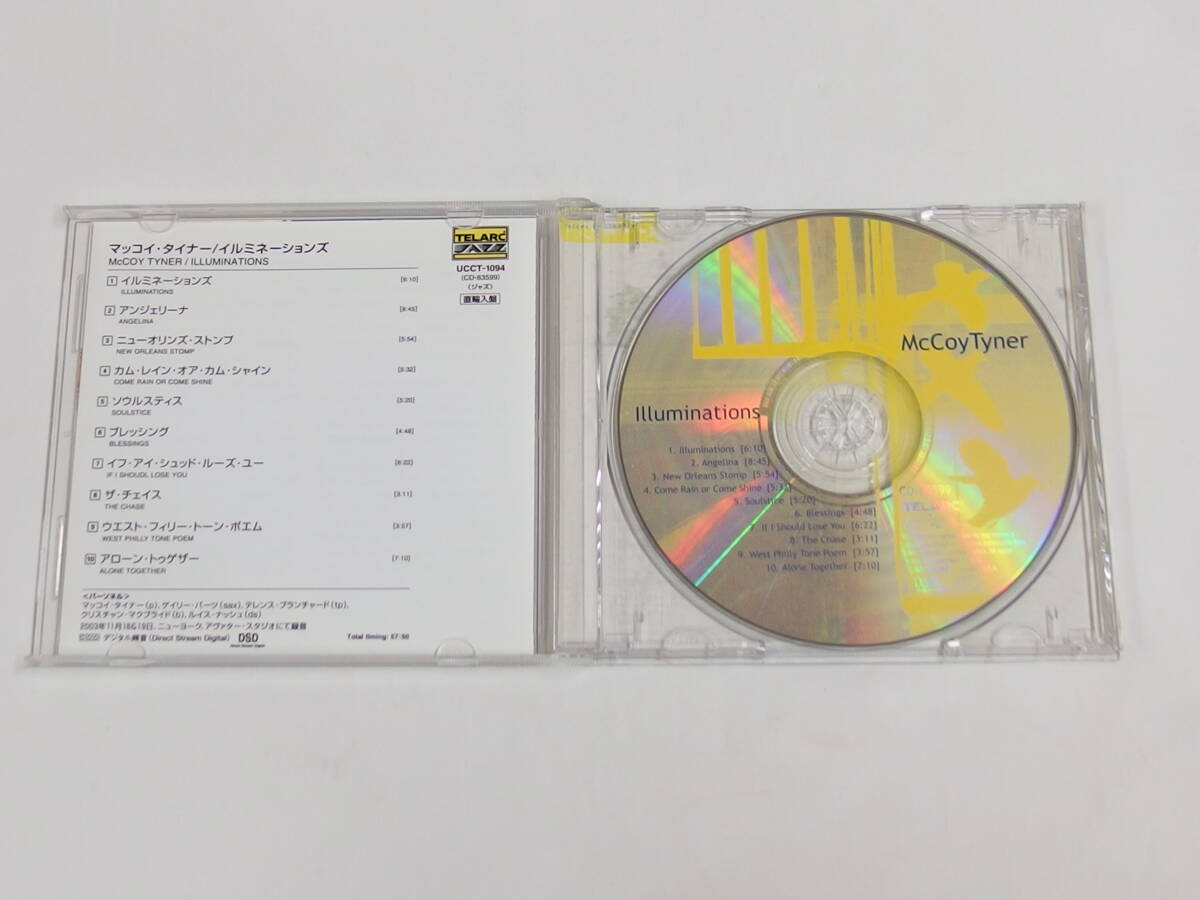 マッコイ・タイナー/イルミネーションズ
McCOY TYNER / ILLUMINATIONS
1 イルミネーションズ [6:10]
ILLUMINATIONS
2 アンジェリーナ [8:45]
ANGELINA
3 ニューオリンズ・ストンプ [5:54]
NEW ORLEANS STOMP
4 カム・レイン・オア・カム・シャイン [5:32]
COME RAIN OR COME SHINE
5 ソウルスティス [5:20]
SOULSTICE
6 ブレッシング [4:48]
BLESSINGS
7 イフ・アイ・シュッド・ルーズ・ユー [6:22]
IF I SHOUDL LOSE YOU
8 ザ・チェイス [3:11]
THE CHASE
9 ウエスト・フィリー・トーン・ポエム [3:57]
WEST PHILLY TONE POEM
10 アローン・トゥゲザー [7:10]
ALONE TOGETHER
<パーソネル>
マッコイ・タイナー(p), ゲイリー・バーツ(sax), テレンス・ブランチャード(tp),
クリスチャン・マクブライド(b), ルイス・ナッシュ(ds)
2003年11月18&19日、ニューヨーク、アヴァター・スタジオにて録音
デジタル録音(Direct Stream Digital) DSD
Direct Stream Digital
Total timing: 57:50
TELARC
JAZZ
UCCT-1094
(CD-83599)
(ジャズ)
直輸入盤
McCoyTyner
Illuminations
1. Illuminations [6:10]
2. Angelina [8:45]
3. New Orleans Stomp [5:54]
4. Come Rain or Come Shine [5:32]
5. Soulstice [5:20]
6. Blessings [4:48]
7. If I Should Lose You [6:22]
8. The Chase [3:11]
9. West Philly Tone Poem [3:57]
10. Alone Together [7:10]